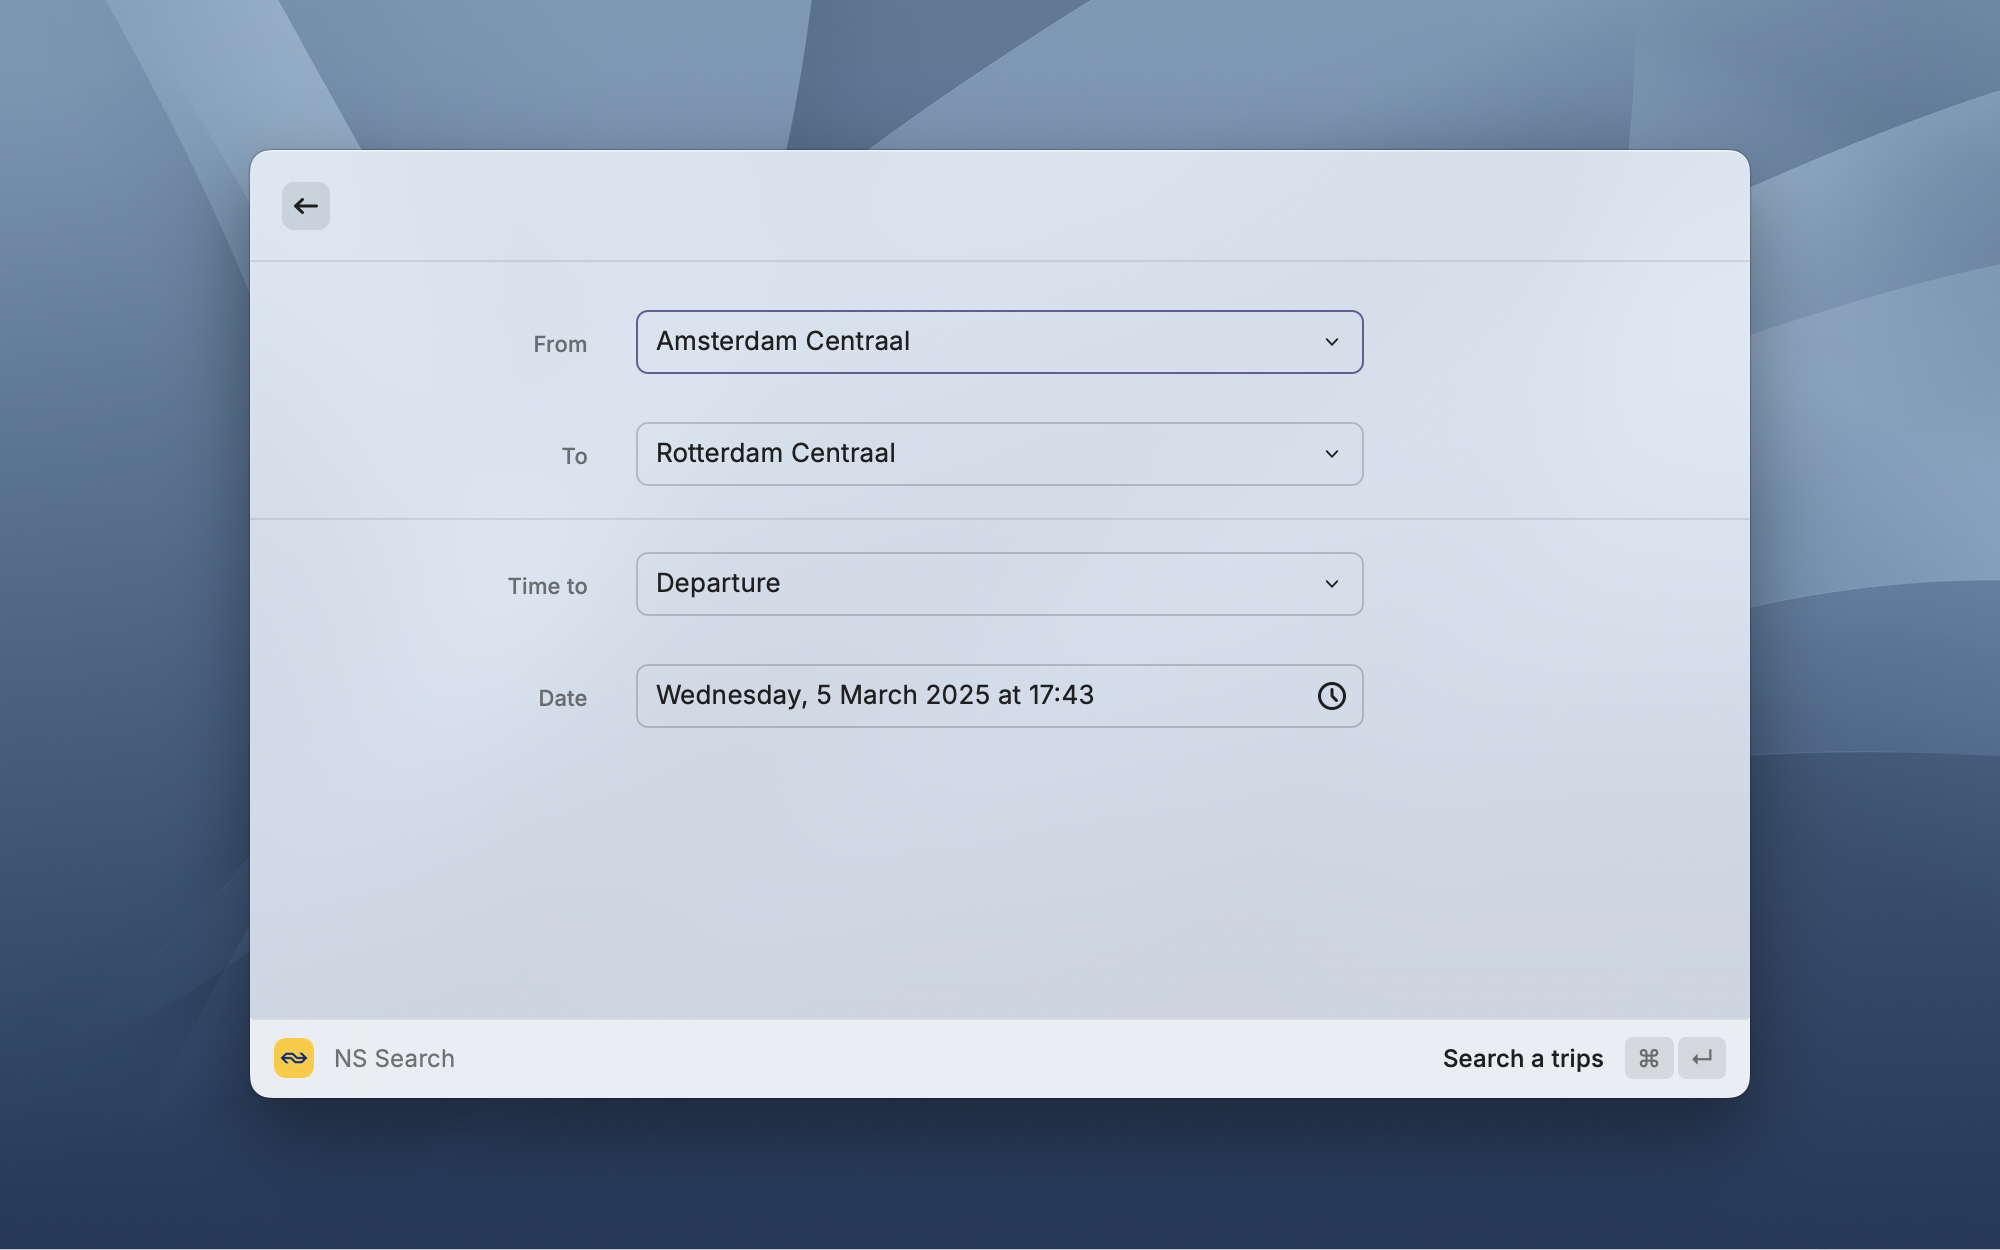 From
Amsterdam Centraal
To
Rotterdam Centraal
Time to
Departure
Date
Wednesday, 5 March 2025 at 17:43
NS Search
Search a trips ⌘ ↵